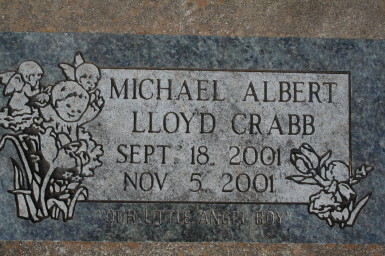 MICHAEL ALBERT
LLOYD CRABB
SEPT. 18, 2001
NOV. 5, 2001
"OUR LITTLE ANGEL BOY"